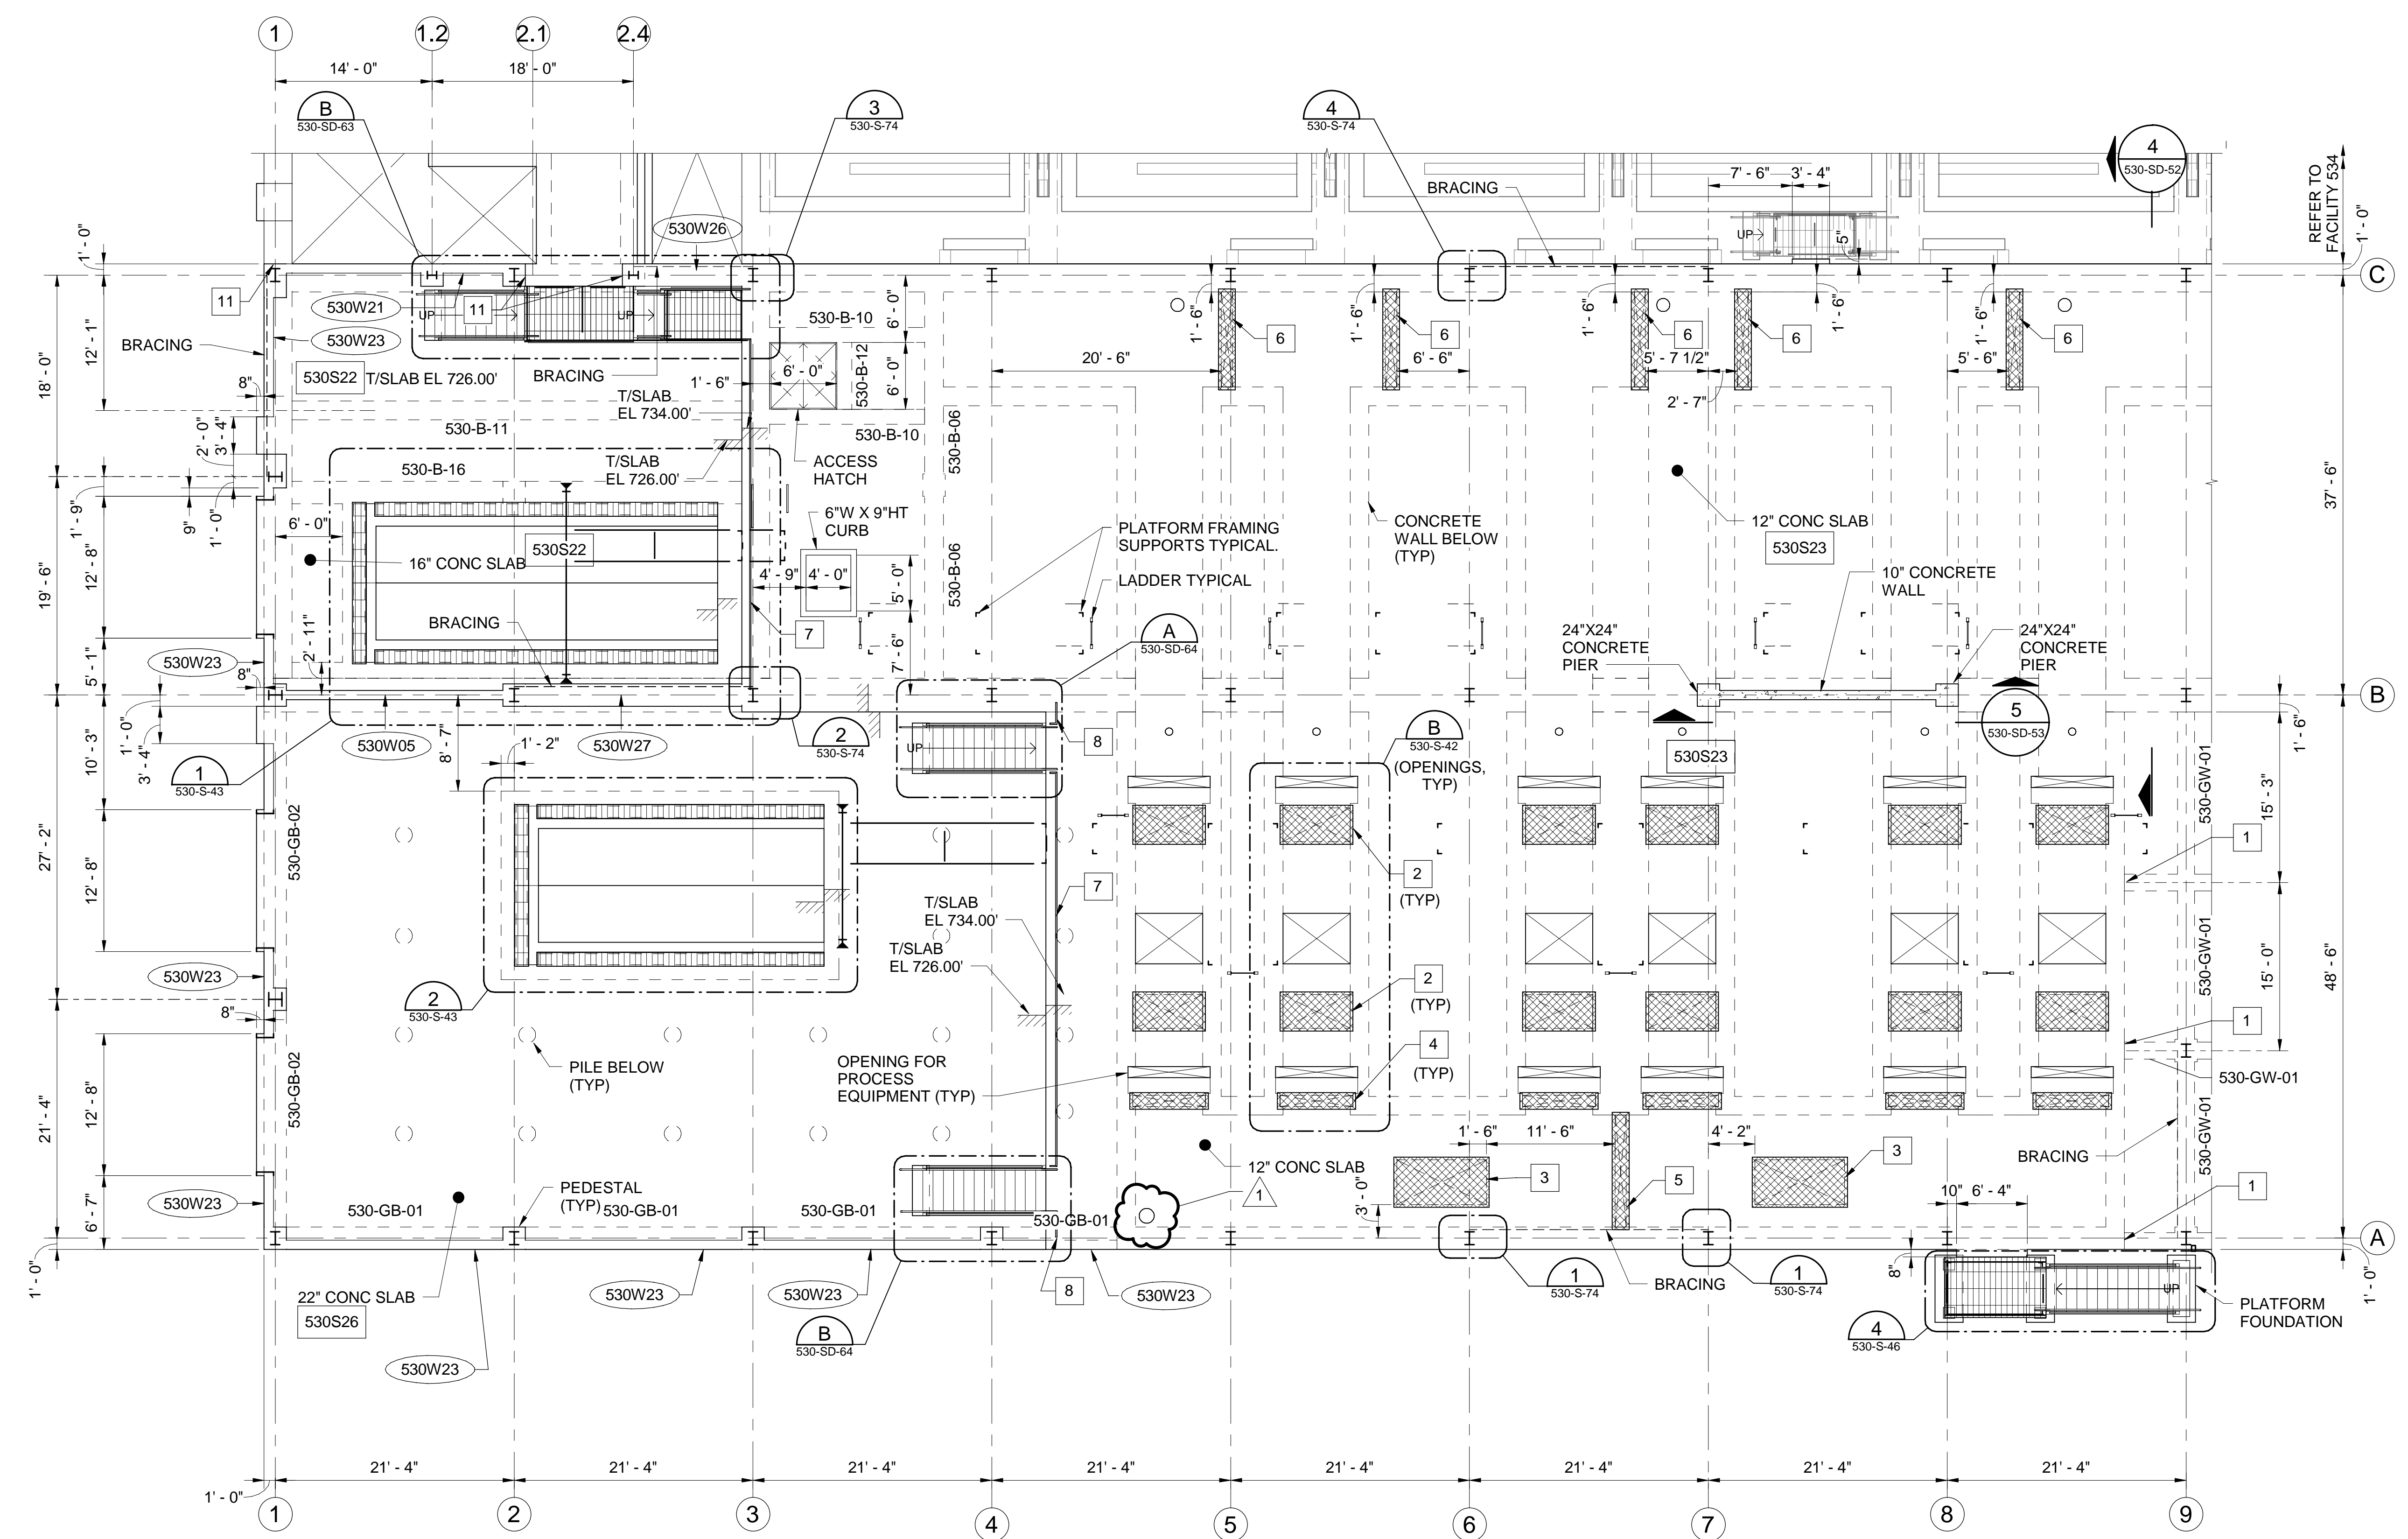 1
1.2
2.1
2.4
14' - 0"
18' - 0"
B
530-SD-63
3
530-S-74
4
530-S-74
4
530-SD-52
REFER TO
FACILITY 534
1' - 0"
BRACING
7' - 6"
3' - 4"
UP
5"
530W26
1' - 0"
C
11
530W21
11
UP
UP
530W23
BRACING
530S22
T/SLAB EL 726.00'
BRACING
8"
12' - 1"
18' - 0"
530-B-10
6' - 0"
6' - 0"
530-B-12
6' - 0"
1' - 6"
T/SLAB
EL 734.00'
530-B-11
530-B-10
530-B-06
1' - 6"
6
1' - 6"
6
1' - 6"
6
6
1' - 6"
1' - 6"
6
20' - 6"
6' - 6"
5' - 7 1/2"
2' - 7"
5' - 6"
2' - 0"
3' - 4"
530-B-16
T/SLAB
EL 726.00'
ACCESS
HATCH
37' - 6"
1' - 9"
9"
1' - 0"
6' - 0"
6"W X 9"HT
CURB
PLATFORM FRAMING
SUPPORTS TYPICAL.
CONCRETE
WALL BELOW
(TYP)
12" CONC SLAB
530S23
16" CONC SLAB
530S22
4' - 9"
4' - 0"
5' - 0"
530-B-06
LADDER TYPICAL
10" CONCRETE
WALL
19' - 6"
12' - 8"
BRACING
7
7' - 6"
A
530-SD-64
24"X24"
CONCRETE
PIER
24"X24"
CONCRETE
PIER
5' - 1"
530W23
2' - 11"
8"
B
1' - 0"
3' - 4"
10' - 3"
530W05
530W27
8' - 7"
1' - 2"
2
530-S-74
UP
8
B
530-S-42
(OPENINGS,
TYP)
530S23
5
530-SD-53
1' - 6"
1
530-S-43
530-GB-02
530-GW-01
15' - 3"
1
27' - 2"
12' - 8"
2
(TYP)
7
T/SLAB
EL 734.00'
T/SLAB
EL 726.00'
530W23
2
530-S-43
8"
2
(TYP)
530-GW-01
15' - 0"
48' - 6"
1
4
(TYP)
PILE BELOW
(TYP)
OPENING FOR
PROCESS
EQUIPMENT (TYP)
530-GW-01
530-GB-02
12' - 8"
21' - 4"
1' - 6"
11' - 6"
4' - 2"
530-GW-01
BRACING
12" CONC SLAB
1
3
3' - 0"
5
3
1
10"
6' - 4"
530W23
6' - 7"
530-GB-01
PEDESTAL
(TYP)
530-GB-01
530-GB-01
530-GB-01
A
1' - 0"
22" CONC SLAB
530S26
530W23
530W23
530W23
8
530W23
B
530-SD-64
1
530-S-74
BRACING
1
530-S-74
8"
UP
1' - 0"
PLATFORM
FOUNDATION
4
530-S-46
21' - 4"
21' - 4"
21' - 4"
21' - 4"
21' - 4"
21' - 4"
21' - 4"
21' - 4"
1' - 0"
1
2
3
4
5
6
7
8
9